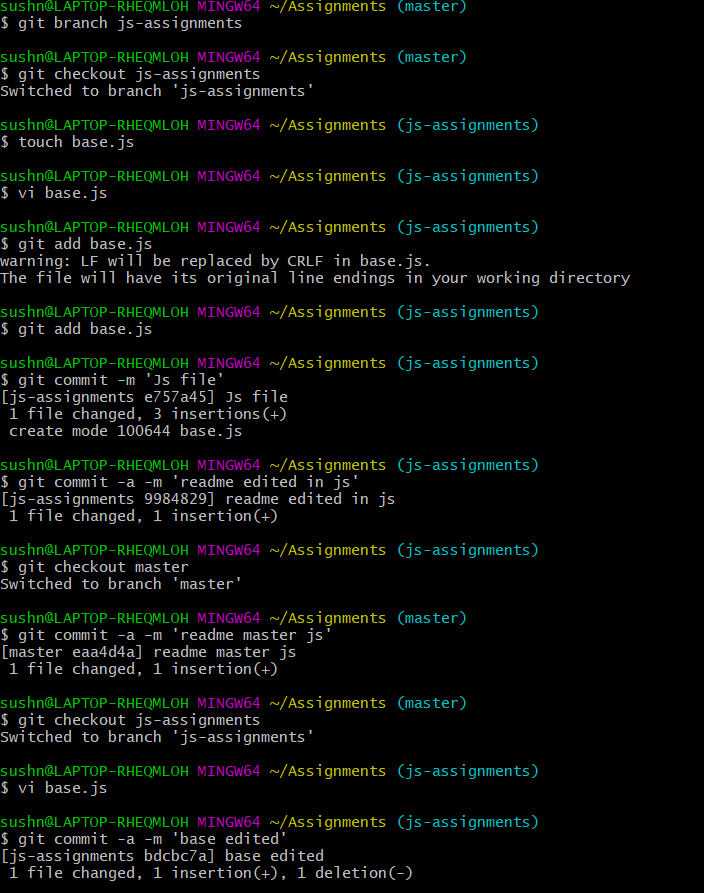 sushn@LAPTOP-RHEQMLOH MINGW64 ~/Assignments (master)
$ git branch js-assignments
sushn@LAPTOP-RHEQMLOH MINGW64 ~/Assignments (master)
$ git checkout js-assignments
Switched to branch 'js-assignments'
sushn@LAPTOP-RHEQMLOH MINGW64 ~/Assignments (js-assignments)
$ touch base.js
sushn@LAPTOP-RHEQMLOH MINGW64 ~/Assignments (js-assignments)
$ vi base.js
sushn@LAPTOP-RHEQMLOH MINGW64 ~/Assignments (js-assignments)
$ git add base.js
warning: LF will be replaced by CRLF in base.js.
The file will have its original line endings in your working directory
sushn@LAPTOP-RHEQMLOH MINGW64 ~/Assignments (js-assignments)
$ git add base.js
sushn@LAPTOP-RHEQMLOH MINGW64 ~/Assignments (js-assignments)
$ git commit -m 'Js file'
[js-assignments e757a45] Js file
 1 file changed, 3 insertions(+)
 create mode 100644 base.js
sushn@LAPTOP-RHEQMLOH MINGW64 ~/Assignments (js-assignments)
$ git commit -a -m 'readme edited in js'
[js-assignments 9984829] readme edited in js
 1 file changed, 1 insertion(+)
sushn@LAPTOP-RHEQMLOH MINGW64 ~/Assignments (js-assignments)
$ git checkout master
Switched to branch 'master'
sushn@LAPTOP-RHEQMLOH MINGW64 ~/Assignments (master)
$ git commit -a -m 'readme master js'
[master eaa4d4a] readme master js
 1 file changed, 1 insertion(+)
sushn@LAPTOP-RHEQMLOH MINGW64 ~/Assignments (master)
$ git checkout js-assignments
Switched to branch 'js-assignments'
sushn@LAPTOP-RHEQMLOH MINGW64 ~/Assignments (js-assignments)
$ vi base.js
sushn@LAPTOP-RHEQMLOH MINGW64 ~/Assignments (js-assignments)
$ git commit -a -m 'base edited'
[js-assignments bdcbc7a] base edited
 1 file changed, 1 insertion(+), 1 deletion(-)